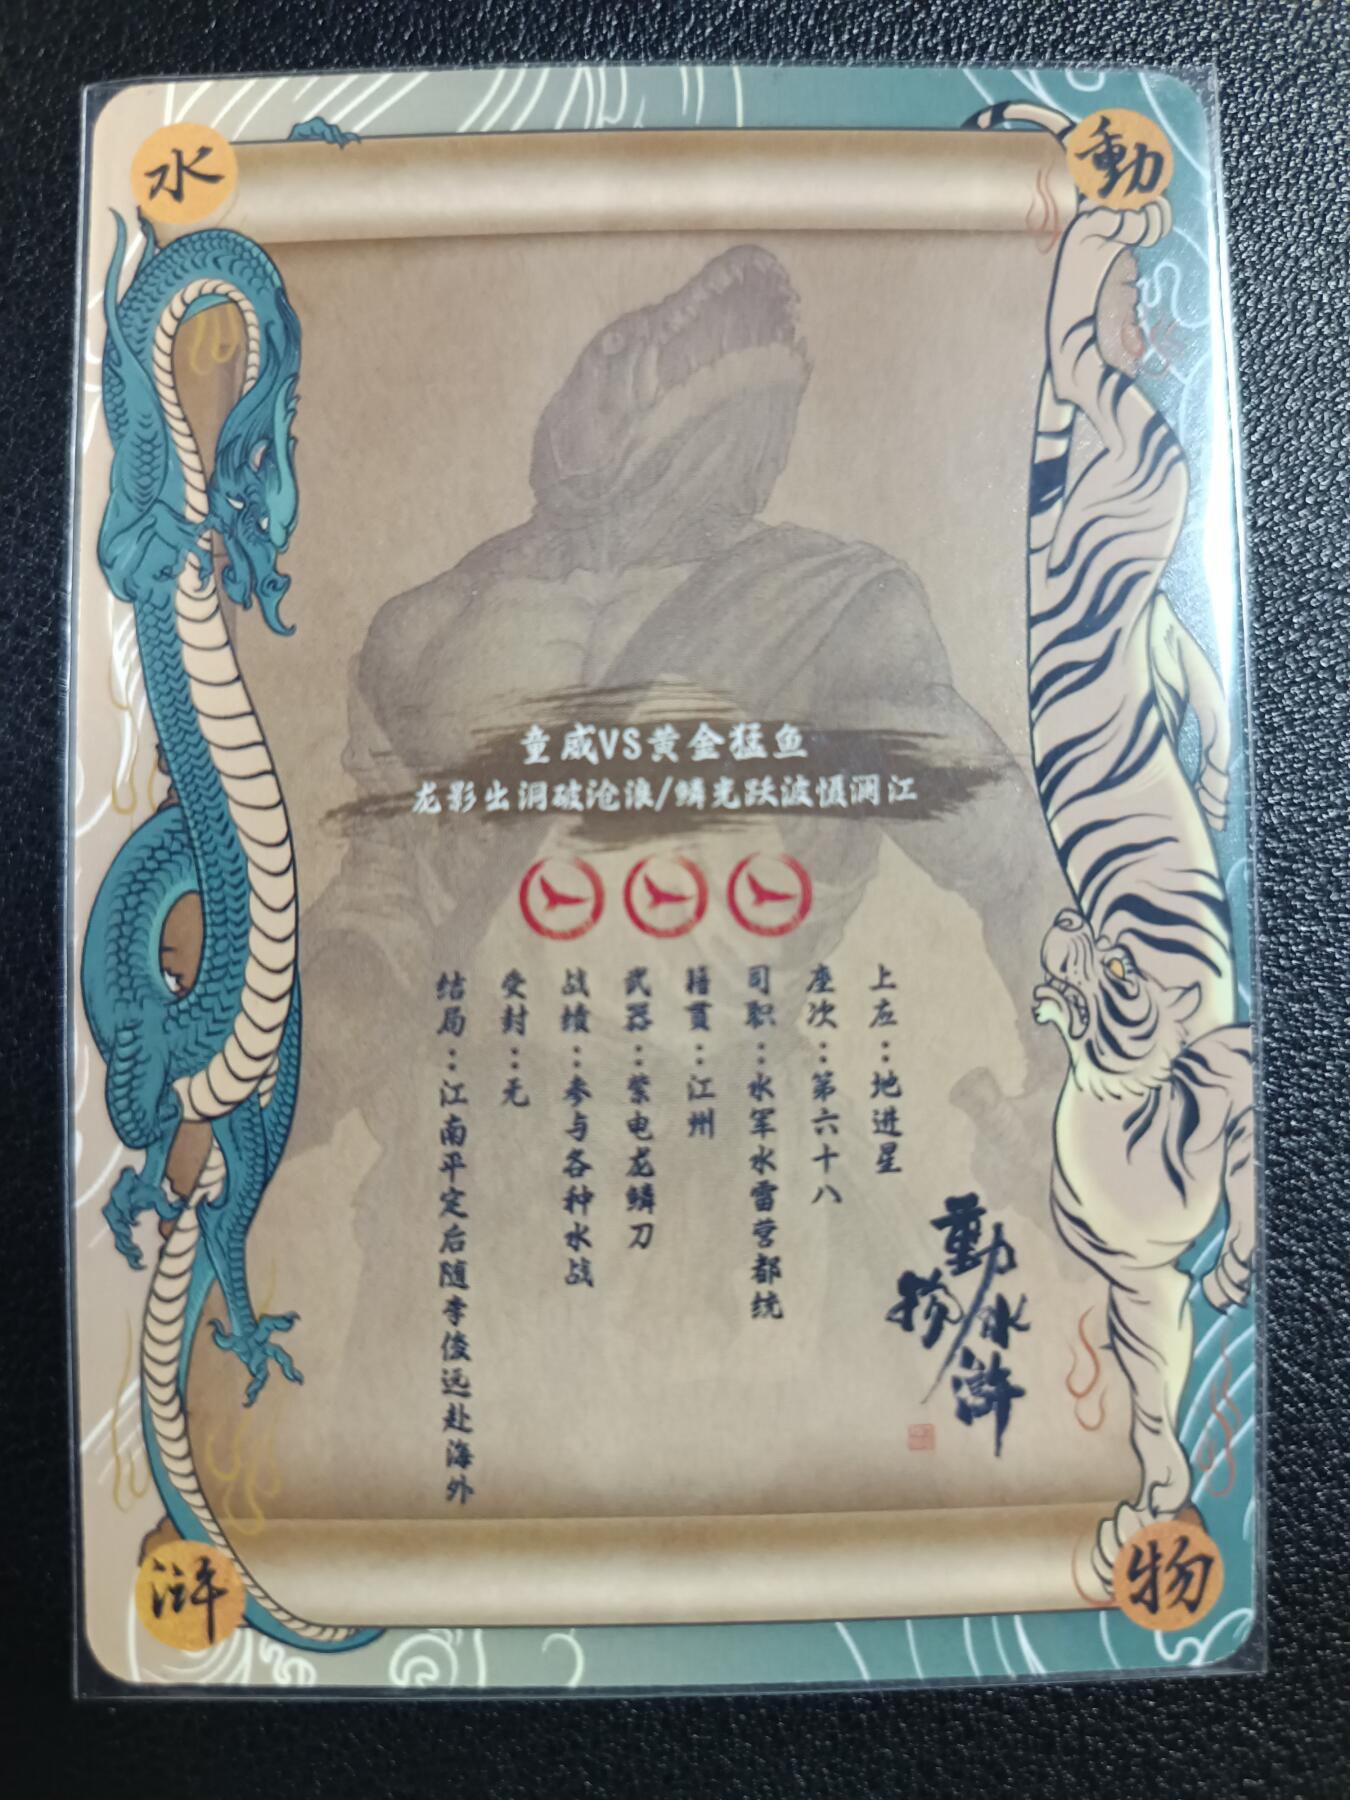 水
動
童威VS黄金猛鱼
龙影出洞破沧浪/鳞光跃波慑澜江
上应：地进星
座次：第六十八
司职：水军水雷营都统
籍贯：江州
武器：紫电龙鳞刀
战绩：参与各种水战
受封：无
结局：江南平定后随李俊远赴海外
動物
水滸
浒
物